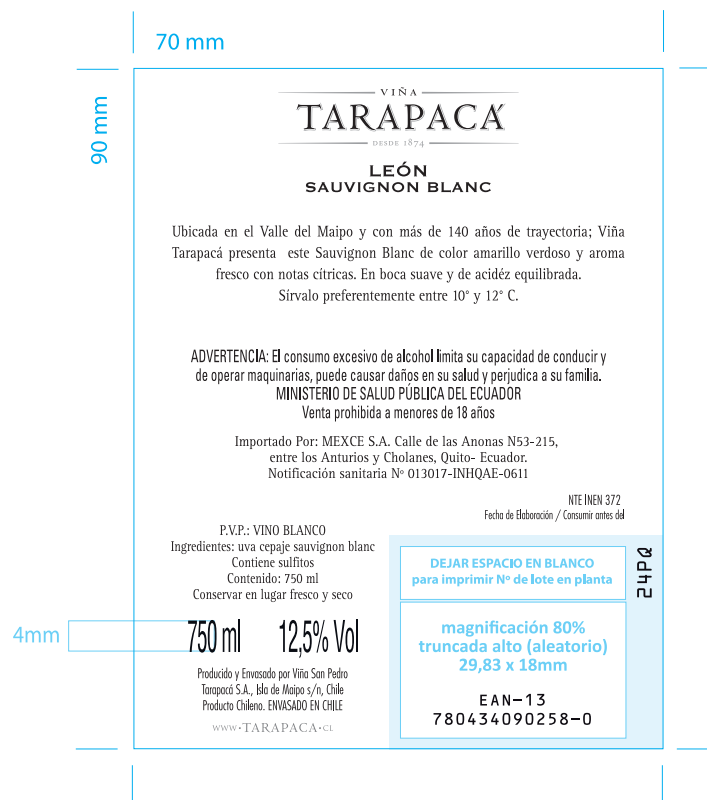 70 mm
90 mm
VIÑA
TARAPACÁ
DESDE 1874
LEÓN
SAUVIGNON BLANC
Ubicada en el Valle del Maipo y con más de 140 años de trayectoria; Viña
Tarapacá presenta este Sauvignon Blanc de color amarillo verdoso y aroma
fresco con notas cítricas. En boca suave y de acidéz equilibrada.
Sírvalo preferentemente entre 10° y 12° C.
ADVERTENCIA: El consumo excesivo de alcohol limita su capacidad de conducir y
de operar maquinarias, puede causar daños en su salud y perjudica a su familia.
MINISTERIO DE SALUD PÚBLICA DEL ECUADOR
Venta prohibida a menores de 18 años
Importado Por: MEXCE S.A. Calle de las Anonas N53-215,
entre los Anturios y Cholanes, Quito- Ecuador.
Notificación sanitaria Nº 013017-INHQAE-0611
NTE INEN 372
Fecha de Elaboración / Consumir antes del
P.V.P.: VINO BLANCO
Ingredientes: uva cepaje sauvignon blanc
Contiene sulfitos
Contenido: 750 ml
Conservar en lugar fresco y seco
4mm
750 ml 12,5% Vol
Producido y Envasado por Viña San Pedro
Tarapacá S.A., Isla de Maipo s/n, Chile
Producto Chileno. ENVASADO EN CHILE
WWW·TARAPACA·CL
DEJAR ESPACIO EN BLANCO
para imprimir Nº de lote en planta
24PQ
magnificación 80%
truncada alto (aleatorio)
29,83 x 18mm
EAN-13
780434090258-0